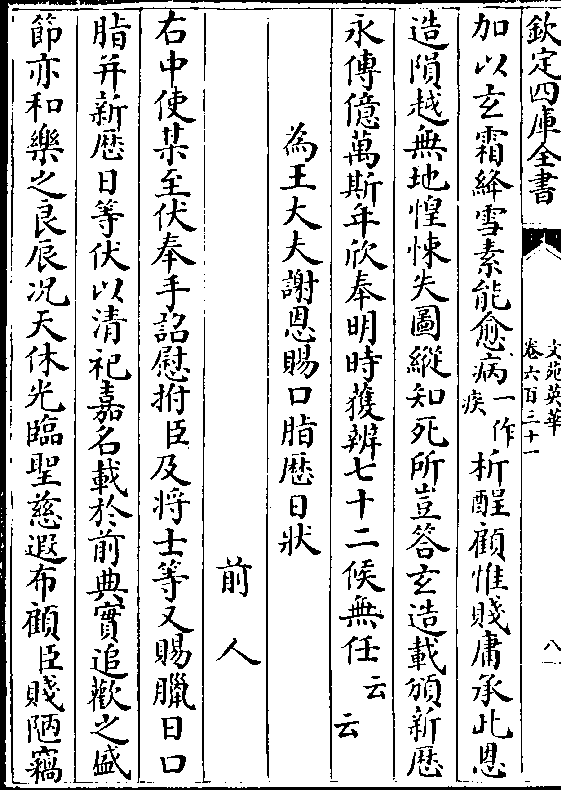 欽定四庫全書
文苑英華
卷六百三十一
八
加以玄霜絳雪素能愈病一作疾析酲顧惟賤庸承此恩
造隕越無地惶悚失圖縱知死所豈答玄造載頒新歴
永傳億萬斯年欣奉明時獲辨七十二候無任云云
為王大夫謝恩賜口脂歴日狀
前人
右中使某至伏奉手詔慰拊臣及將士等又賜臘日口
脂并新歴日等伏以清祀嘉名載於前典實追歡之盛
節亦和樂之良辰况天休光臨聖慈遐布顧臣賤陋竊